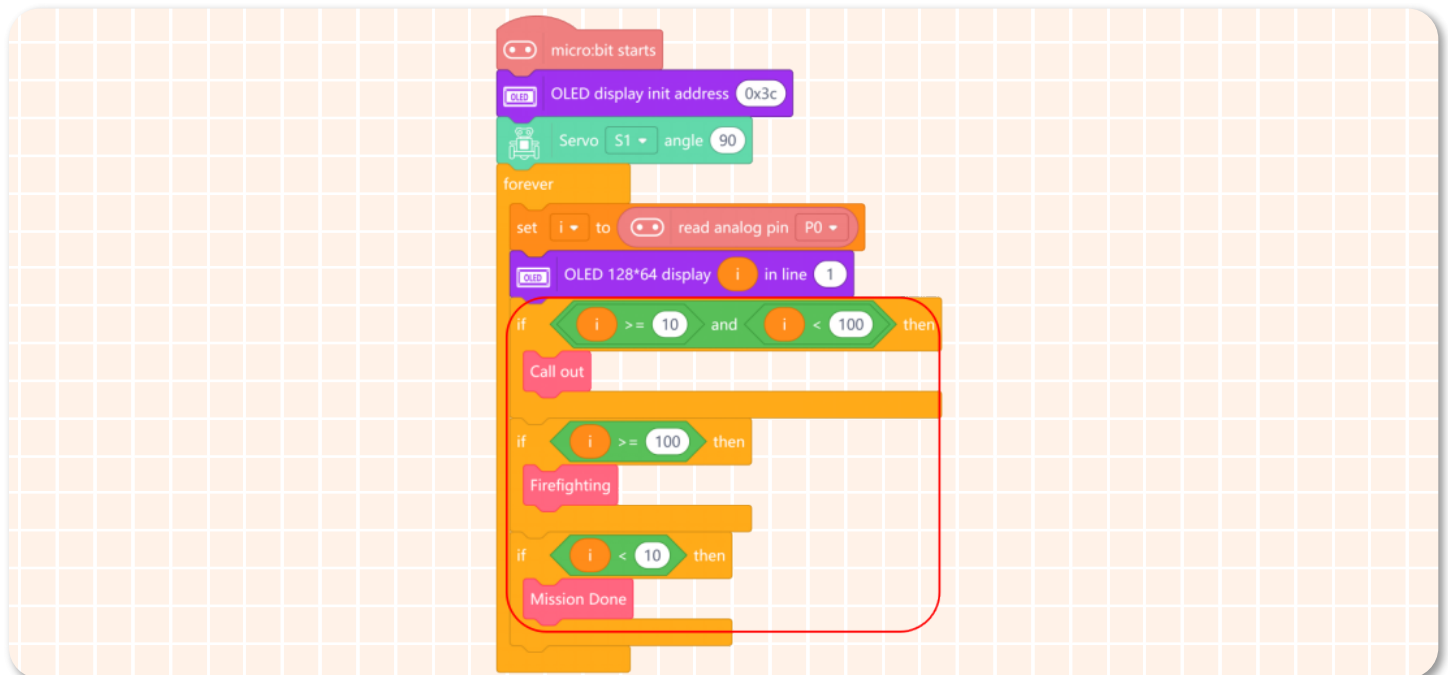 micro:bit starts
OLED OLED display init address 0x3c
Servo S1 angle 90
forever
set i to read analog pin P0
OLED OLED 128*64 display i in line 1
if i >= 10 and i < 100 then
Call out
if i >= 100 then
Firefighting
if i < 10 then
Mission Done